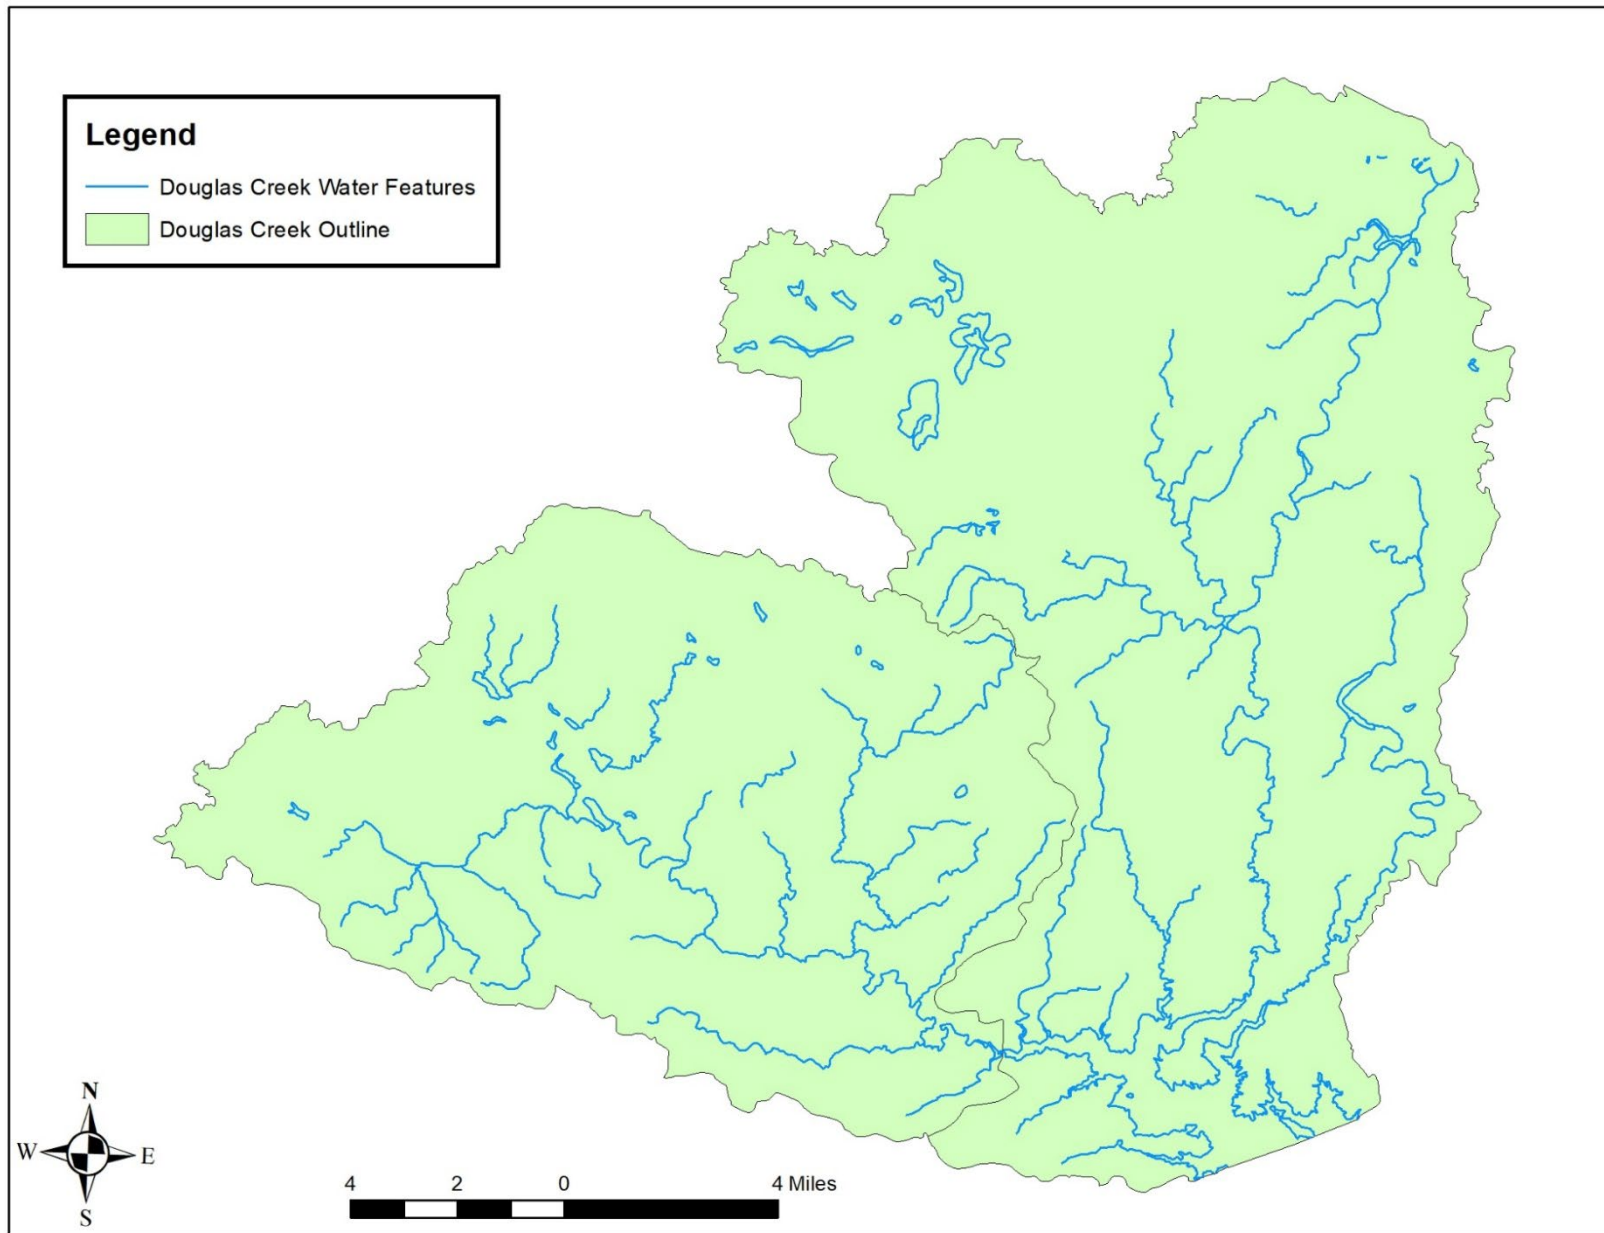 Legend
Douglas Creek Water Features
Douglas Creek Outline
N
W E
S
4 2 0 4 Miles